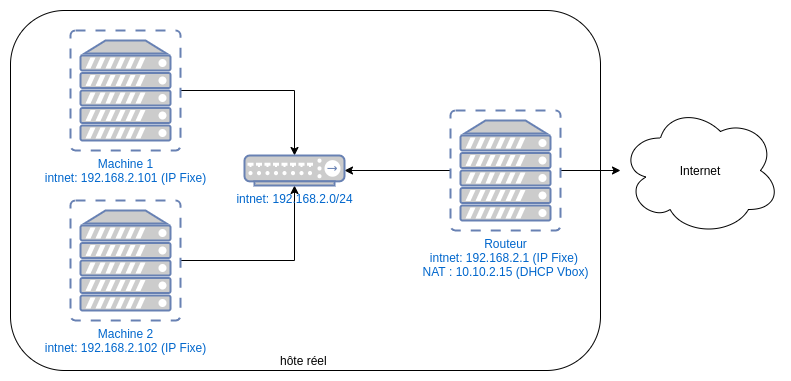 Machine 1
intnet: 192.168.2.101 (IP Fixe)
intnet: 192.168.2.0/24
Machine 2
intnet: 192.168.2.102 (IP Fixe)
Routeur
intnet: 192.168.2.1 (IP Fixe)
NAT : 10.10.2.15 (DHCP Vbox)
Internet
hôte réel